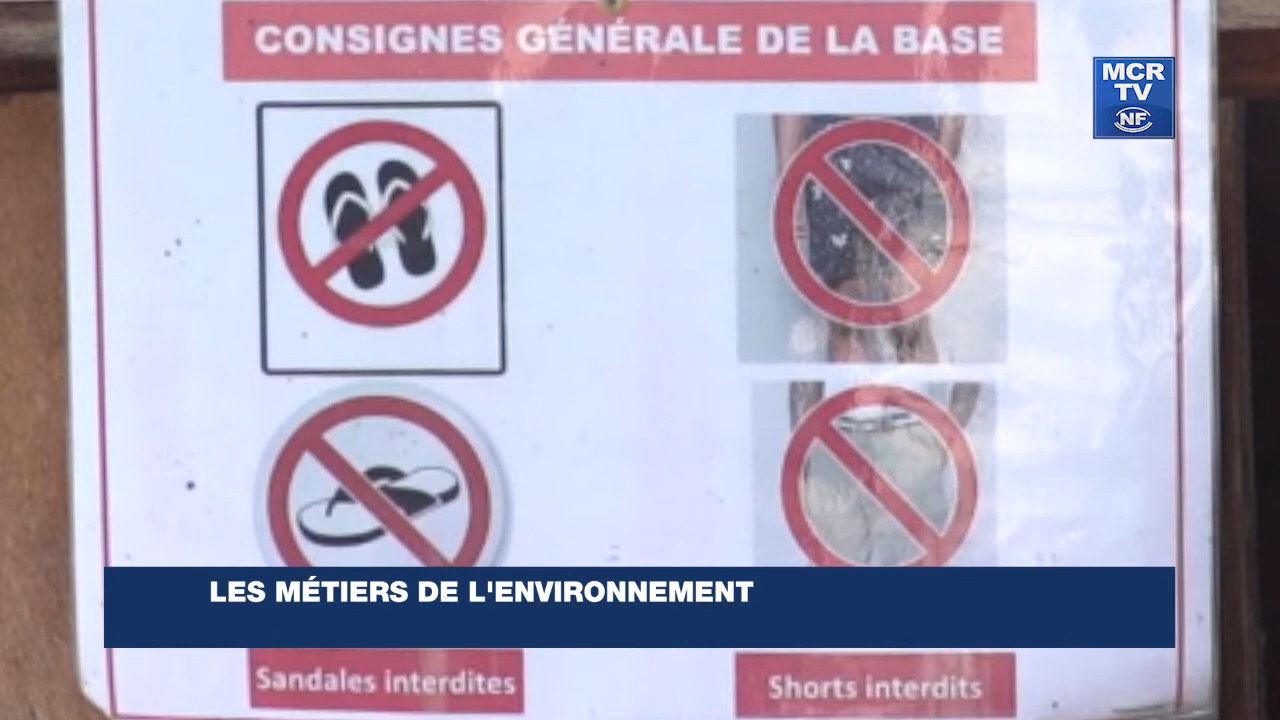 CONSIGNES GÉNÉRALE DE LA BASE
MCR
TV
NF
LES MÉTIERS DE L'ENVIRONNEMENT
Sandales interdites
Shorts interdits